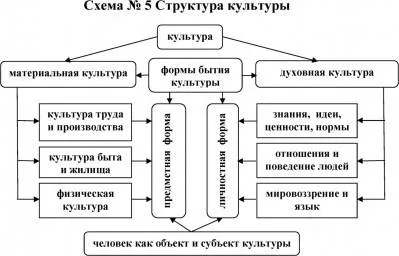 Схема № 5 Структура культуры
культура
материальная культура
формы бытия
культуры
духовная культура
культура труда
и производства
культура быта
и жилища
физическая
культура
предметная форма
личностная форма
знания, идеи,
ценности, нормы
отношения и
поведение людей
мировоззрение и
язык
человек как объект и субъект культуры